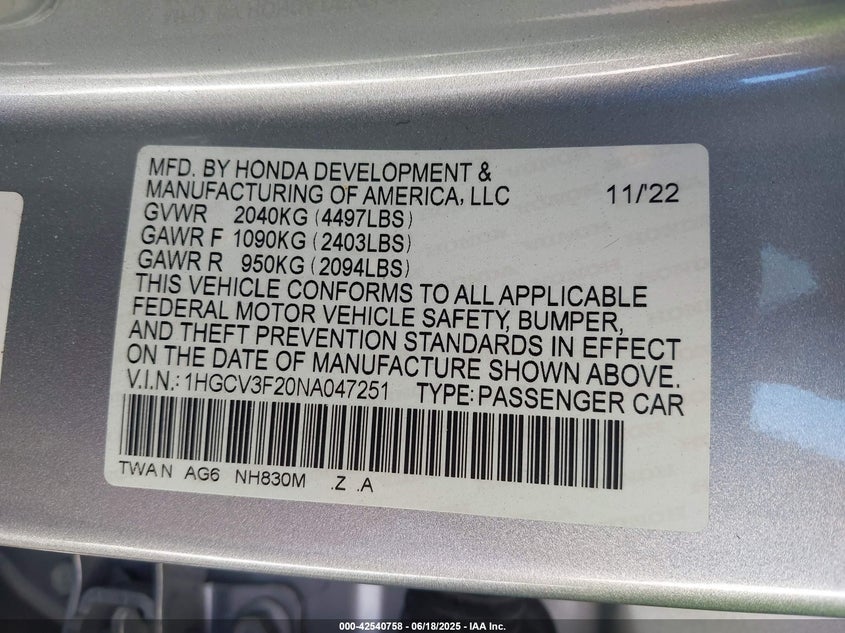 MFD. BY HONDA DEVELOPMENT &
MANUFACTURING OF AMERICA, LLC 11/'22
GVWR 2040KG (4497LBS)
GAWR F 1090KG (2403LBS)
GAWR R 950KG (2094LBS)
THIS VEHICLE CONFORMS TO ALL APPLICABLE
FEDERAL MOTOR VEHICLE SAFETY, BUMPER,
AND THEFT PREVENTION STANDARDS IN EFFECT
ON THE DATE OF MANUFACTURE SHOWN ABOVE.
V.I.N.: 1HGCV3F20NA047251 TYPE: PASSENGER CAR
TWA N AG6 NH830M .Z .A
000-42540758 - 06/18/2025 - IAA Inc.